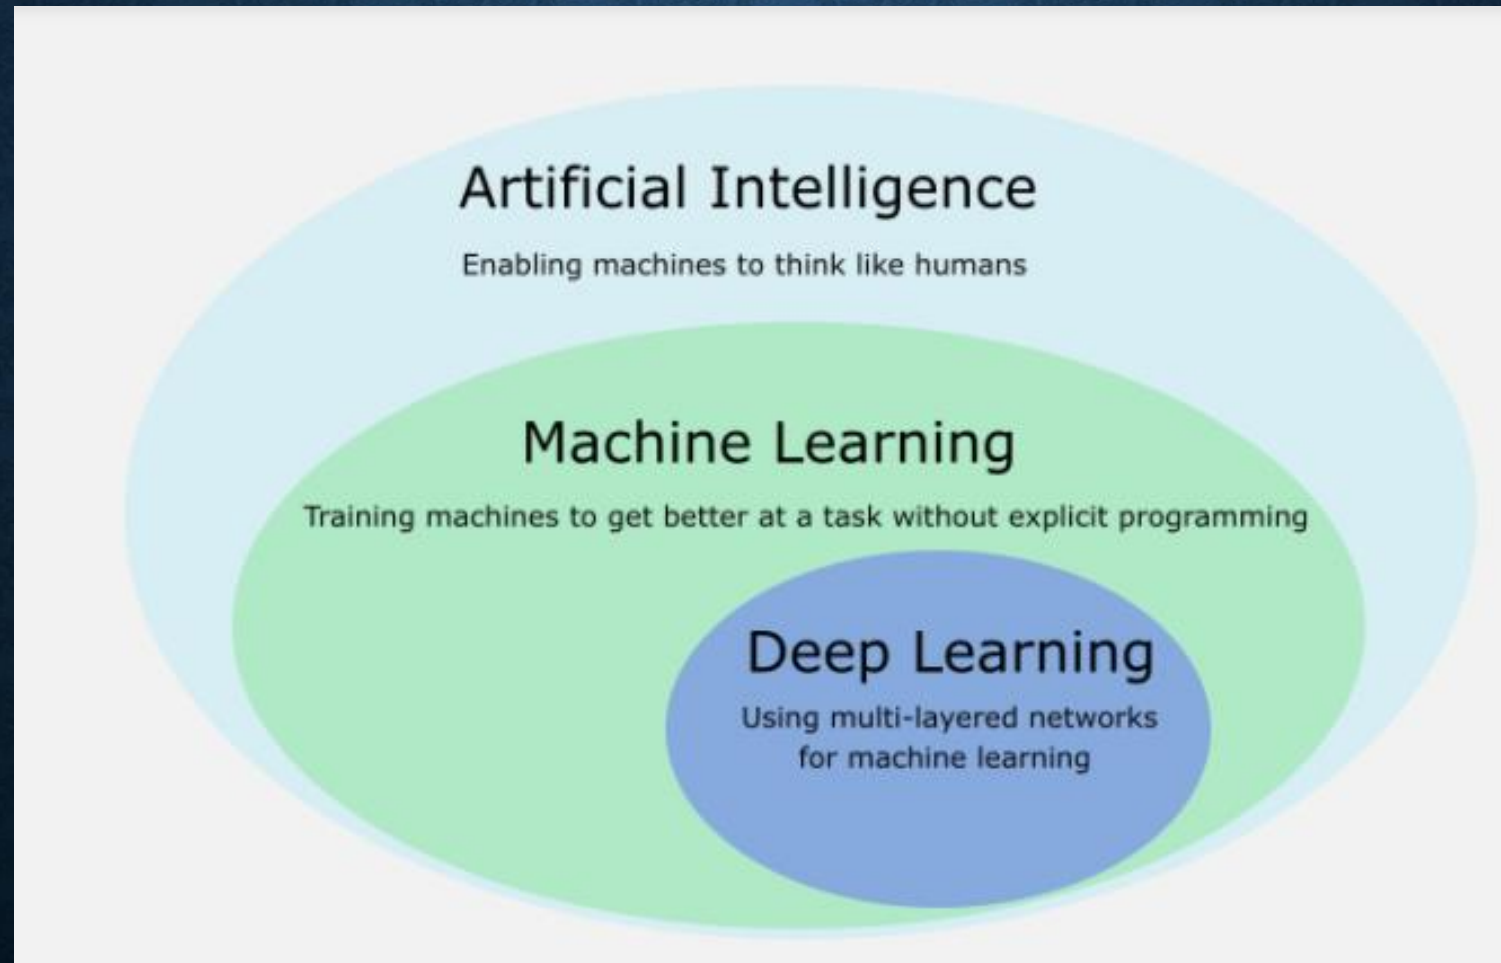 Artificial Intelligence
Enabling machines to think like humans
Machine Learning
Training machines to get better at a task without explicit programming
Deep Learning
Using multi-layered networks
for machine learning